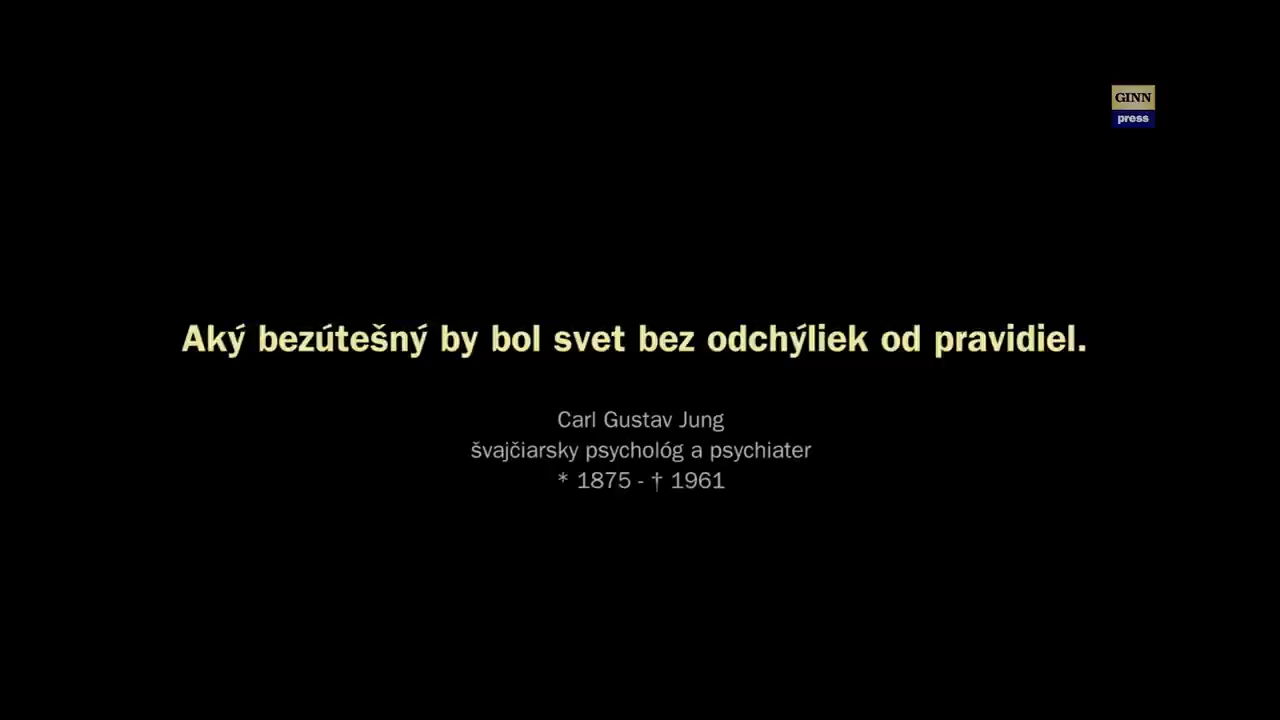 GINN
press
Aký bezútešný by bol svet bez odchýliek od pravidiel.
Carl Gustav Jung
švajčiarsky psychológ a psychiater
* 1875 - † 1961